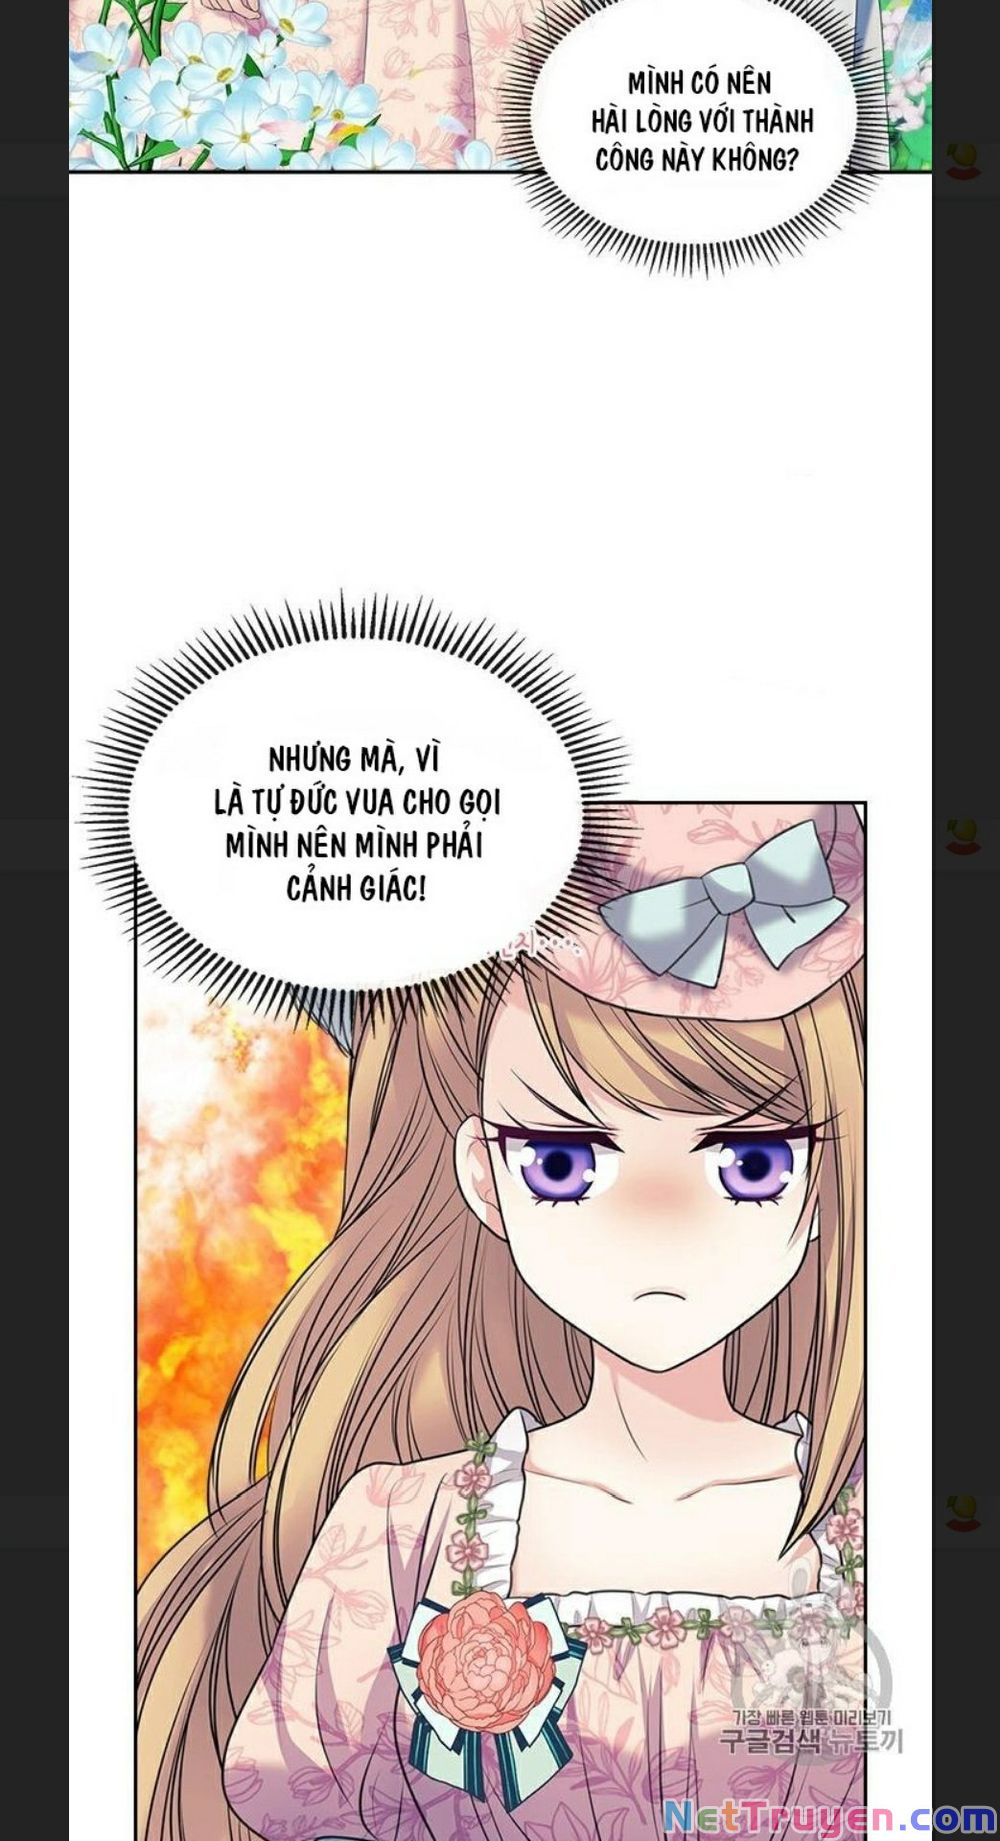 MÌNH CÓ NÊN
HÀI LÒNG VỚI THÀNH
CÔNG NÀY KHÔNG?
NHƯNG MÀ, VÌ
LÀ TỰ ĐỨC VUA CHO GỌI
MÌNH NÊN MÌNH PHẢI
CẢNH GIÁC!
가장 빠른 웹툰 미리보기
구글검색 뉴토끼
NetTruyen.com